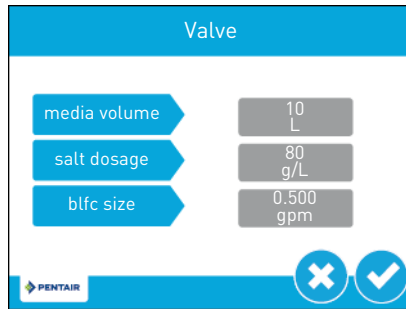 Valve
media volume
10
L
salt dosage
80
g/L
blfc size
0.500
gpm
PENTAIR